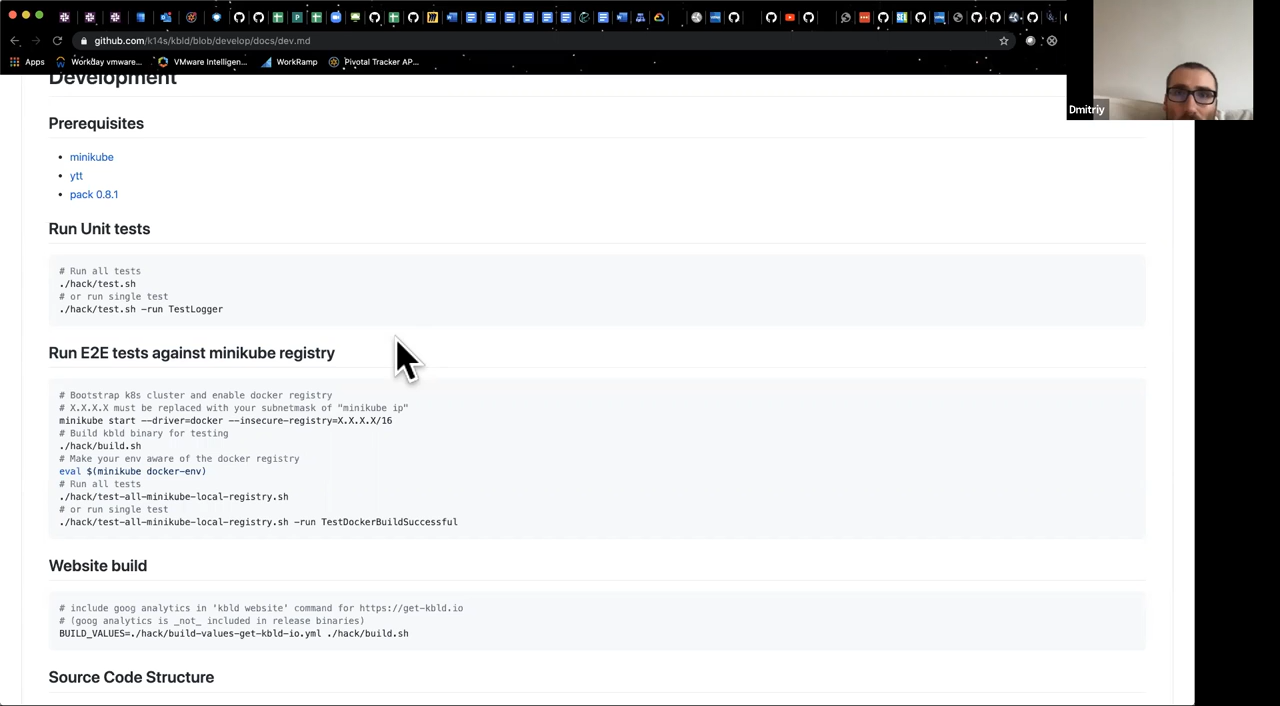 github.com/k14s/kbld/blob/develop/docs/dev.md
Apps Workday vmware... VMware Intelligen... WorkRamp Pivotal Tracker AP...
Dmitriy
Development
Prerequisites
minikube
ytt
pack 0.8.1
Run Unit tests
# Run all tests
./hack/test.sh
# or run single test
./hack/test.sh -run TestLogger
Run E2E tests against minikube registry
# Bootstrap k8s cluster and enable docker registry
# X.X.X.X must be replaced with your subnetmask of "minikube ip"
minikube start --driver=docker --insecure-registry=X.X.X.X/16
# Build kbld binary for testing
./hack/build.sh
# Make your env aware of the docker registry
eval $(minikube docker-env)
# Run all tests
./hack/test-all-minikube-local-registry.sh
# or run single test
./hack/test-all-minikube-local-registry.sh -run TestDockerBuildSuccessful
Website build
# include goog analytics in 'kbld website' command for https://get-kbld.io
# (goog analytics is _not_ included in release binaries)
BUILD_VALUES=./hack/build-values-get-kbld-io.yml ./hack/build.sh
Source Code Structure